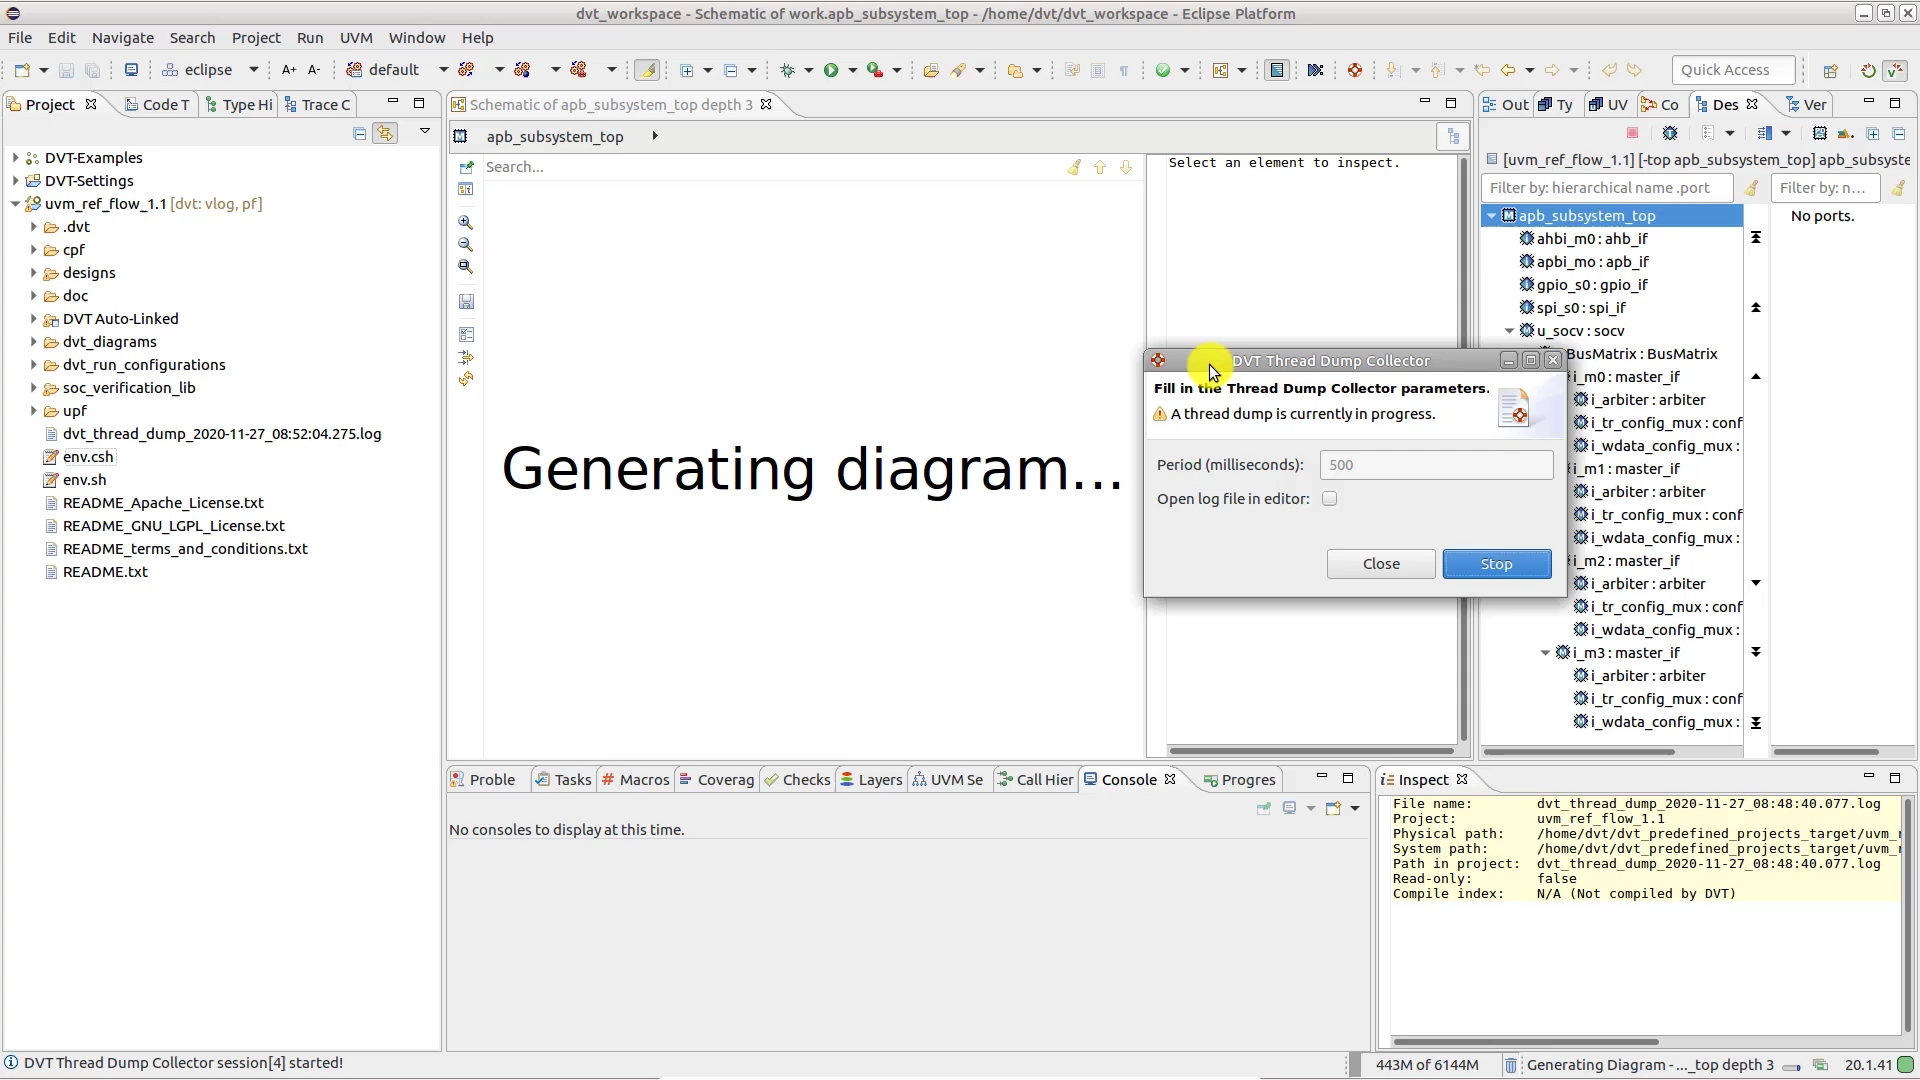 dvt_workspace - Schematic of work.apb_subsystem_top - /home/dvt/dvt_workspace - Eclipse Platform
File Edit Navigate Search Project Run UVM Window Help
eclipse A+ A- default Quick Access
Project Code T Type Hi Trace C
DVT-Examples
DVT-Settings
uvm_ref_flow_1.1 [dvt: vlog, pf]
.dvt
cpf
designs
doc
DVT Auto-Linked
dvt_diagrams
dvt_run_configurations
soc_verification_lib
upf
dvt_thread_dump_2020-11-27_08:52:04.275.log
env.csh
env.sh
README_Apache_License.txt
README_GNU_LGPL_License.txt
README_terms_and_conditions.txt
README.txt
Schematic of apb_subsystem_top depth 3
apb_subsystem_top
Search...
Select an element to inspect.
Generating diagram...
DVT Thread Dump Collector
Fill in the Thread Dump Collector parameters.
A thread dump is currently in progress.
Period (milliseconds): 500
Open log file in editor:
Close Stop
Out Ty UV Co Des Ver
[uvm_ref_flow_1.1] [-top apb_subsystem_top] apb_subsyste
Filter by: hierarchical name .port Filter by: n...
apb_subsystem_top
No ports.
ahbi_m0 : ahb_if
apbi_mo : apb_if
gpio_s0 : gpio_if
spi_s0 : spi_if
u_socv : socv
BusMatrix : BusMatrix
i_m0 : master_if
i_arbiter : arbiter
i_tr_config_mux : conf
i_wdata_config_mux :
i_m1 : master_if
i_arbiter : arbiter
i_tr_config_mux : conf
i_wdata_config_mux :
i_m2 : master_if
i_arbiter : arbiter
i_tr_config_mux : conf
i_wdata_config_mux :
i_m3 : master_if
i_arbiter : arbiter
i_tr_config_mux : conf
i_wdata_config_mux :
Proble Tasks Macros Coverag Checks Layers UVM Se Call Hier Console Progres
No consoles to display at this time.
Inspect
File name: dvt_thread_dump_2020-11-27_08:48:40.077.log
Project: uvm_ref_flow_1.1
Physical path: /home/dvt/dvt_predefined_projects_target/uvm_r
System path: /home/dvt/dvt_predefined_projects_target/uvm_r
Path in project: dvt_thread_dump_2020-11-27_08:48:40.077.log
Read-only: false
Compile index: N/A (Not compiled by DVT)
DVT Thread Dump Collector session[4] started!
443M of 6144M
Generating Diagram - ..._top depth 3
20.1.41